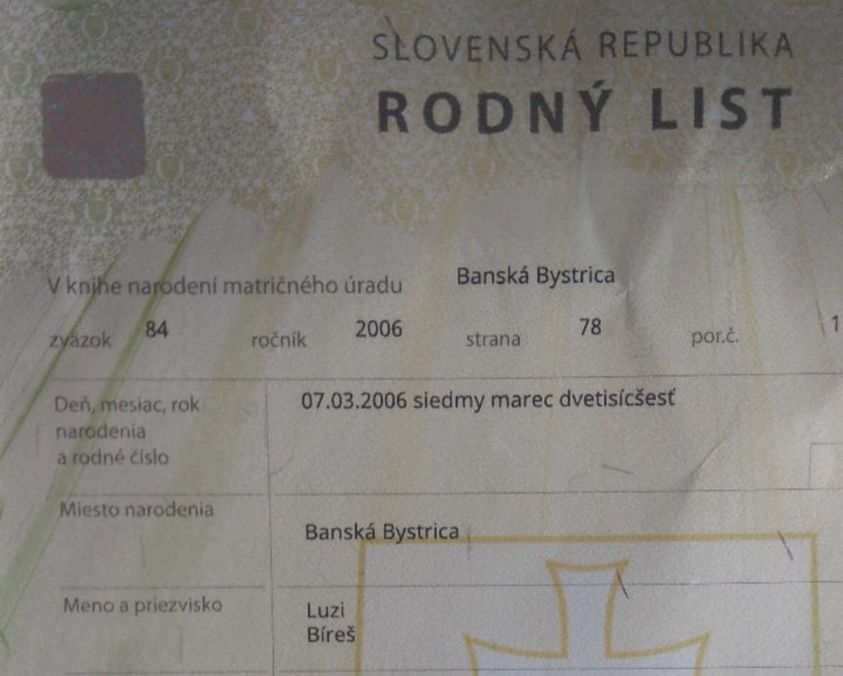 SLOVENSKÁ REPUBLIKA
RODNÝ LIST
V knihe narodení matričného úradu Banská Bystrica
zväzok 84 ročník 2006 strana 78 por.č. 1
Deň, mesiac, rok 07.03.2006 siedmy marec dvetisícšesť
narodenia
a rodné číslo
Miesto narodenia
Banská Bystrica
Meno a priezvisko Luzi
Bíreš